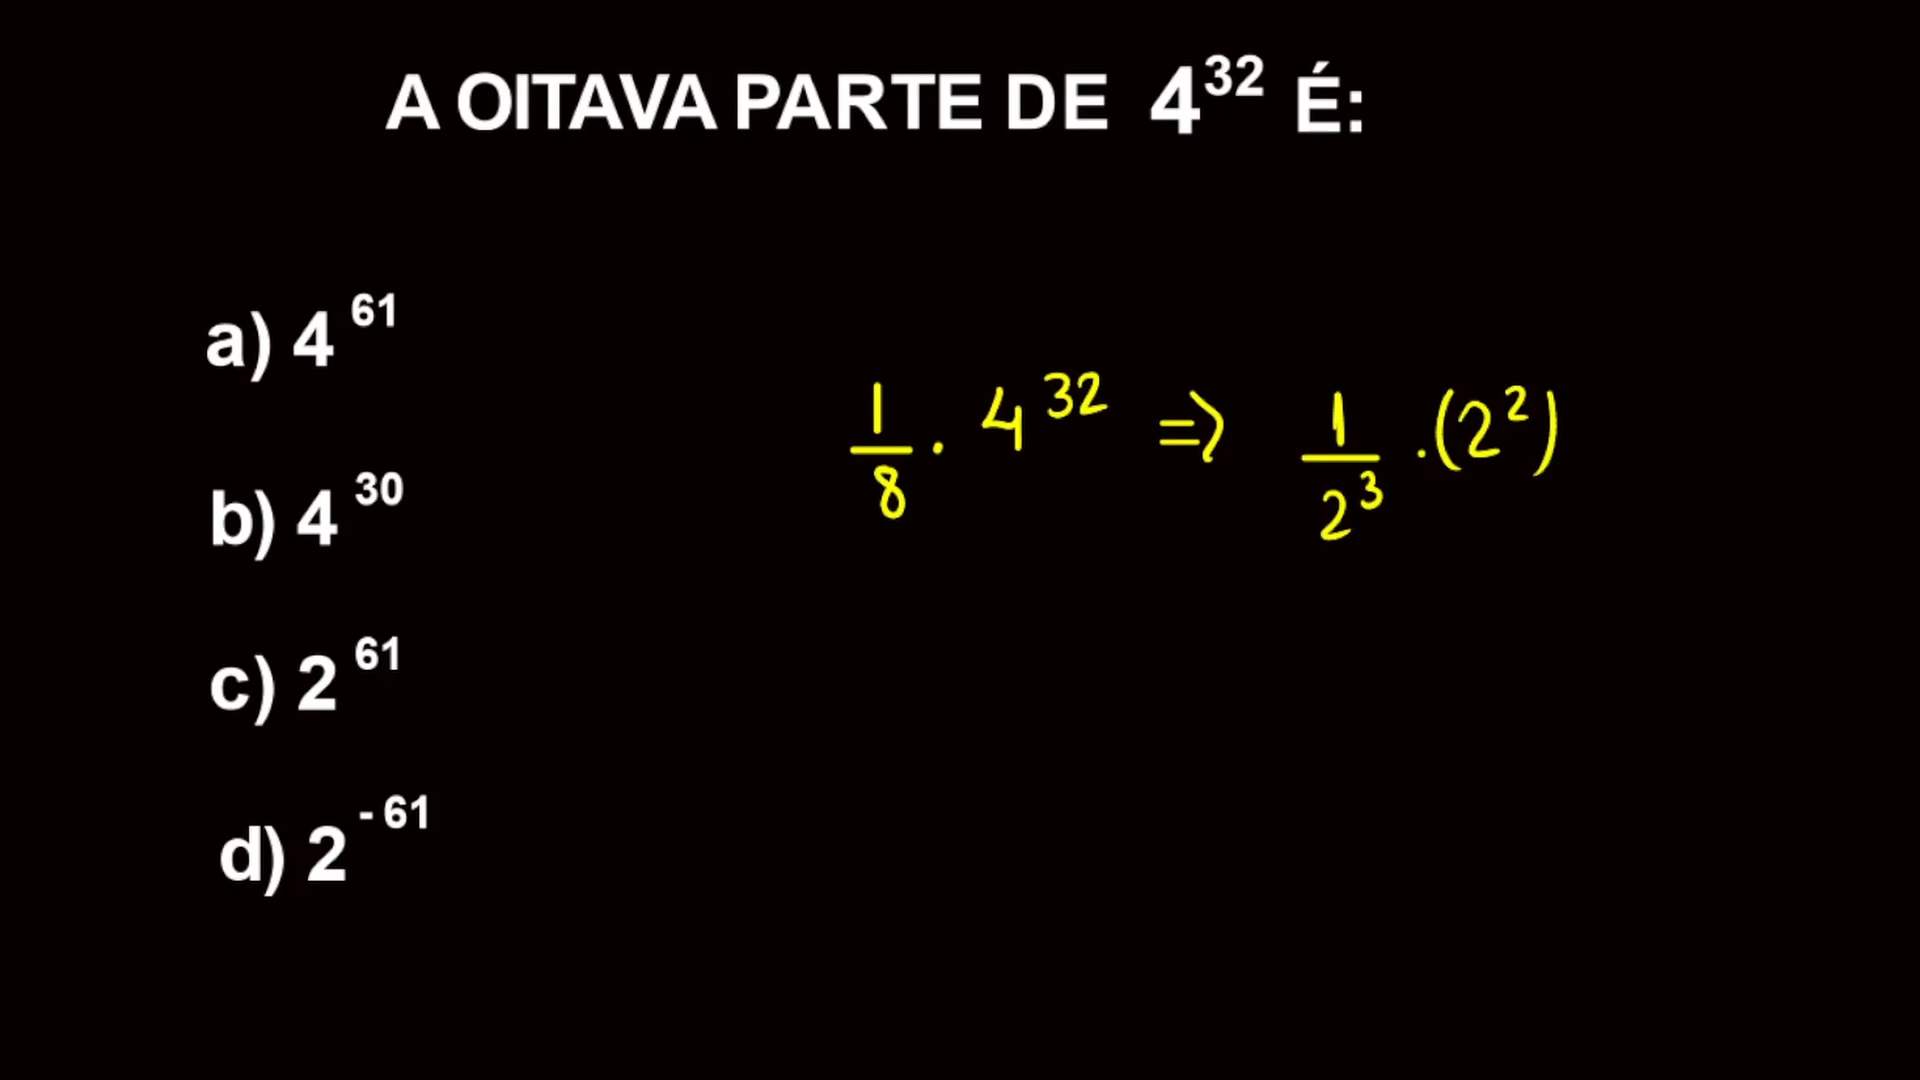 A OITAVA PARTE DE 4³² É:
a) 4⁶¹
1/8 . 4³² => 1/2³ .(2²)
b) 4³⁰
c) 2⁶¹
d) 2⁻⁶¹